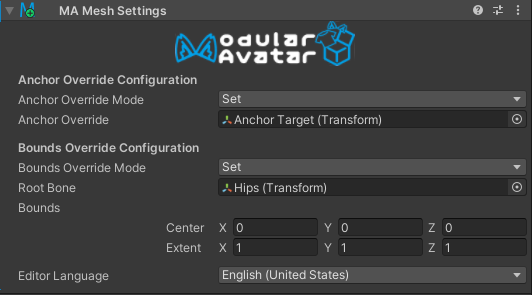 MA Mesh Settings
Modular
Avatar
Anchor Override Configuration
Anchor Override Mode Set
Anchor Override Anchor Target (Transform)
Bounds Override Configuration
Bounds Override Mode Set
Root Bone Hips (Transform)
Bounds
Center X 0 Y 0 Z 0
Extent X 1 Y 1 Z 1
Editor Language English (United States)